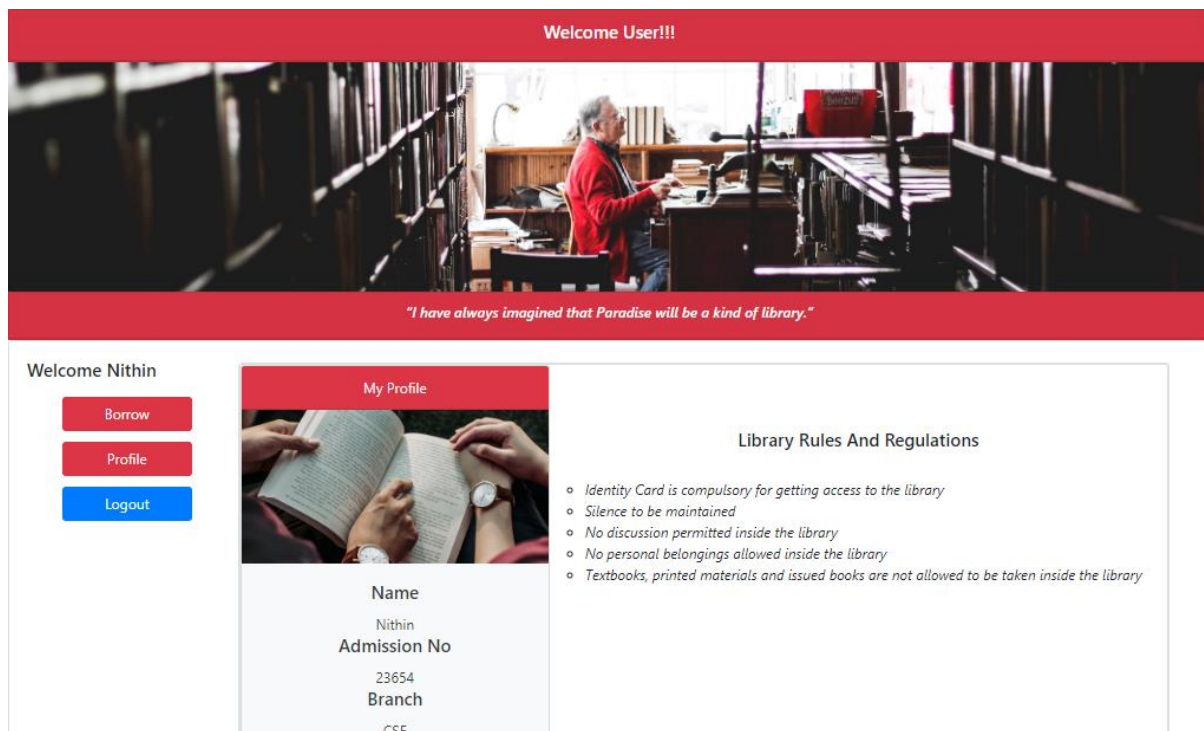 Welcome User!!!
"I have always imagined that Paradise will be a kind of library."
Welcome Nithin
Borrow
Profile
Logout
My Profile
Name
Nithin
Admission No
23654
Branch
Library Rules And Regulations
Identity Card is compulsory for getting access to the library
Silence to be maintained
No discussion permitted inside the library
No personal belongings allowed inside the library
Textbooks, printed materials and issued books are not allowed to be taken inside the library